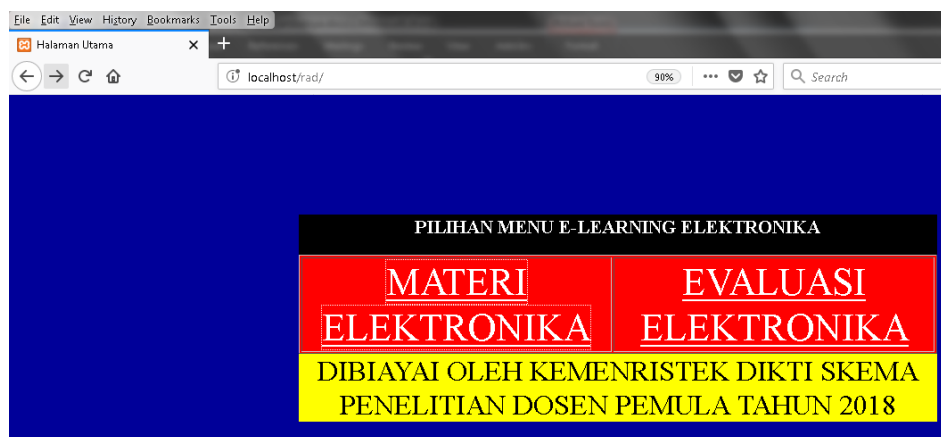 File Edit View History Bookmarks Tools Help
Halaman Utama
localhost/rad/ 90% Search
PILIHAN MENU E-LEARNING ELEKTRONIKA
MATERI EVALUASI
ELEKTRONIKA ELEKTRONIKA
DIBIAYAI OLEH KEMENRISTEK DIKTI SKEMA
PENELITIAN DOSEN PEMULA TAHUN 2018